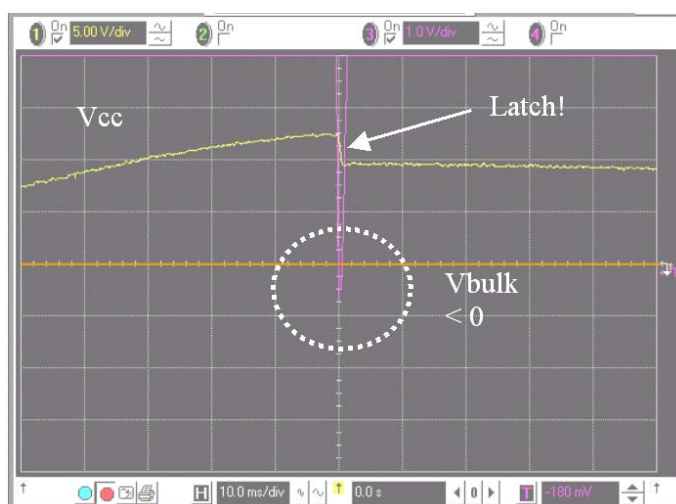 1 On 5.00 V/div 2 On 3 On 1.0 V/div 4 On
Vcc
Latch!
Vbulk
< 0
H 10.0 ms/div 0.0 s 0 T -180 mV